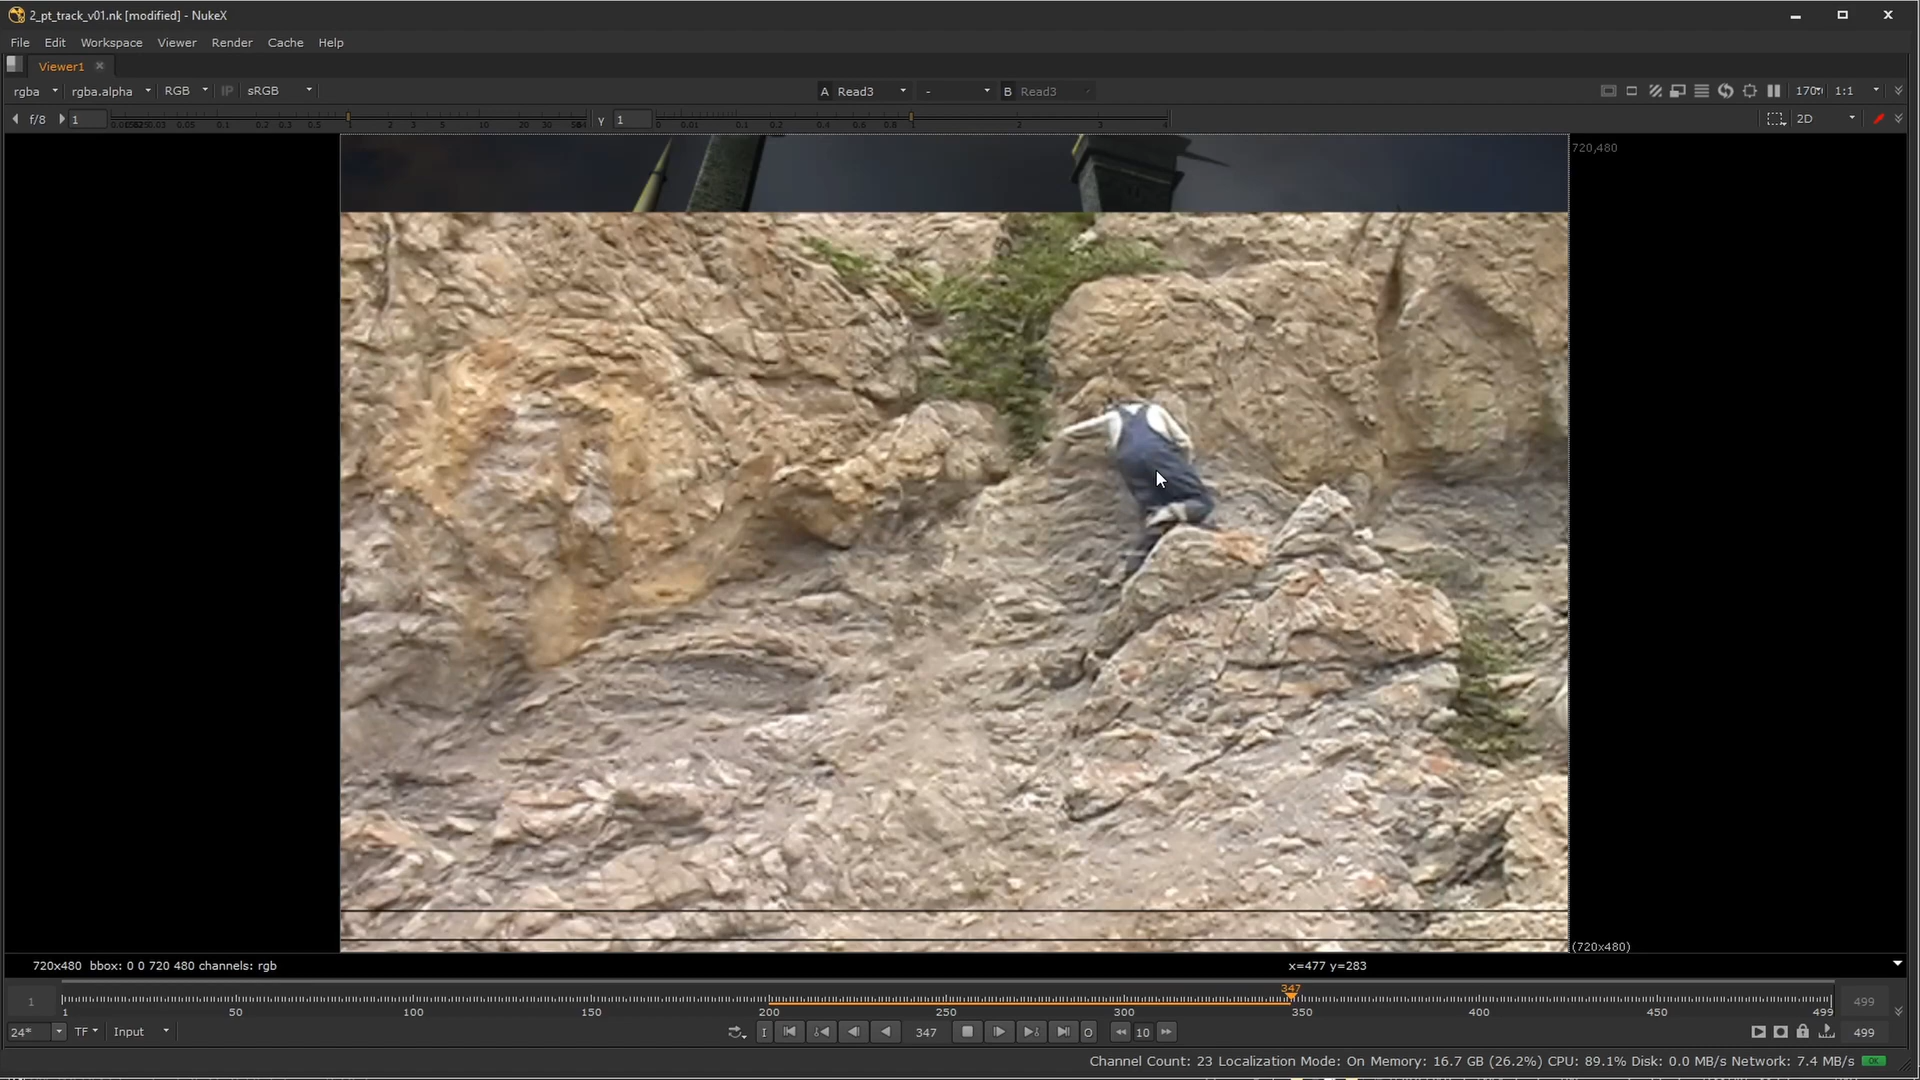 2_pt_track_v01.nk [modified] - NukeX
File Edit Workspace Viewer Render Cache Help
Viewer1
rgba rgba.alpha RGB IP sRGB A Read3 - B Read3 1:1
f/8 1 γ 1 2D
720,480
(720x480)
720x480 bbox: 0 0 720 480 channels: rgb x=477 y=283
347
1 499
1 50 100 150 200 250 300 350 400 450 499
24* TF Input I 347 O 10 499
Channel Count: 23 Localization Mode: On Memory: 16.7 GB (26.2%) CPU: 89.1% Disk: 0.0 MB/s Network: 7.4 MB/s